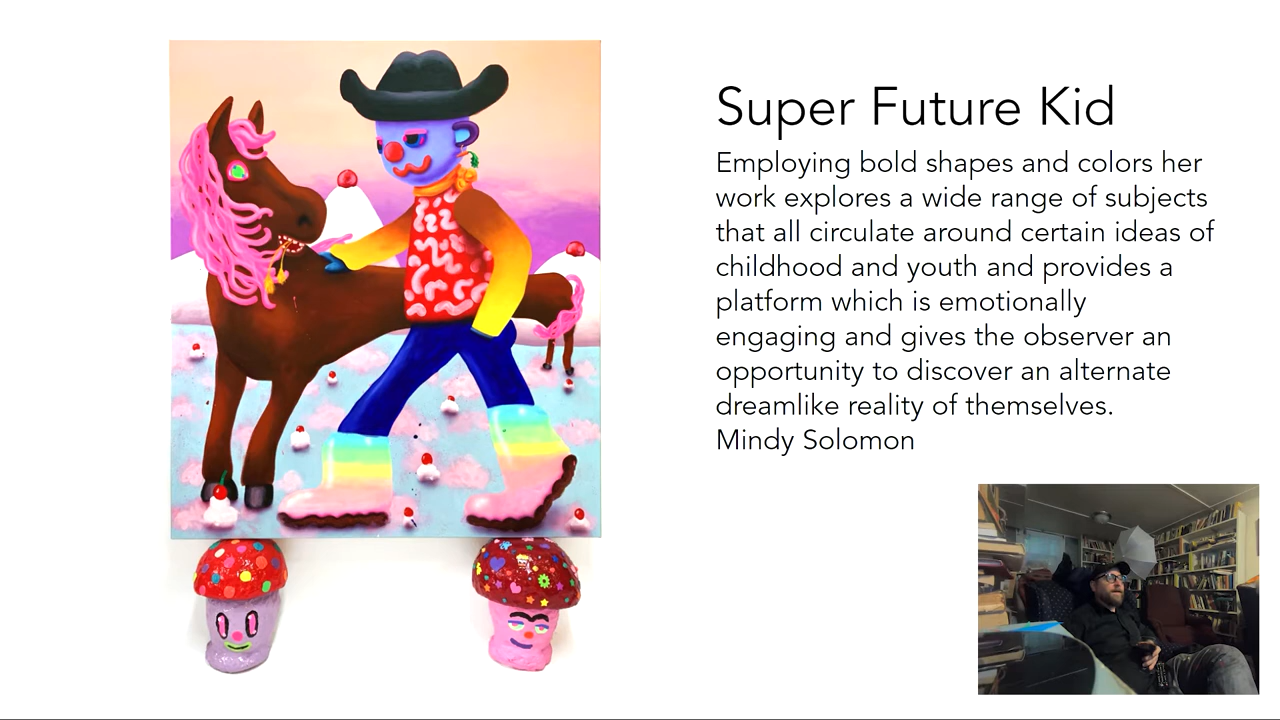 Super Future Kid
Employing bold shapes and colors her
work explores a wide range of subjects
that all circulate around certain ideas of
childhood and youth and provides a
platform which is emotionally
engaging and gives the observer an
opportunity to discover an alternate
dreamlike reality of themselves.
Mindy Solomon